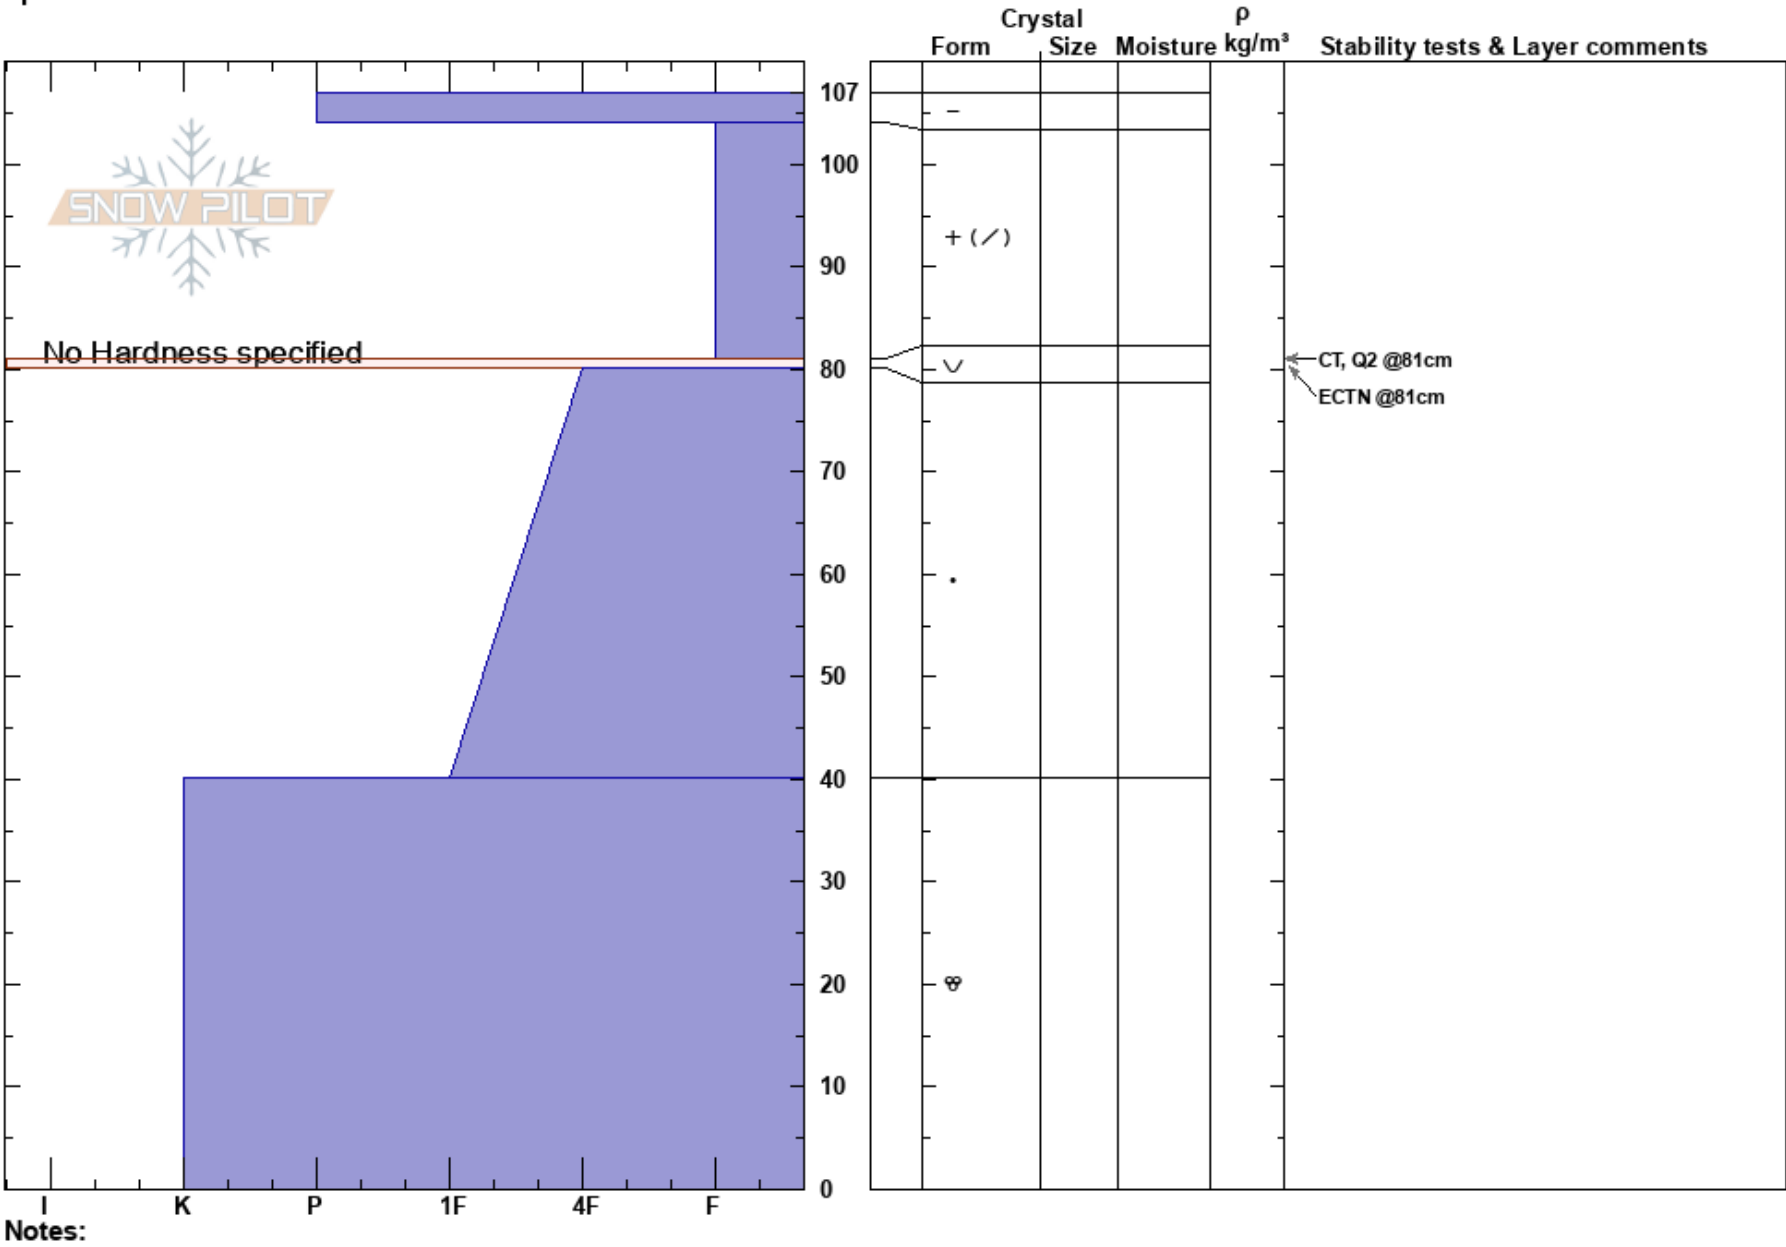 Crystal ρ
Form Size Moisture kg/m³ Stability tests & Layer comments
107
SNOW PILOT
100
90
No Hardness specified
80
CT, Q2 @81cm
ECTN @81cm
70
60
50
40
30
20
10
0
I K P 1F 4F F
Notes: